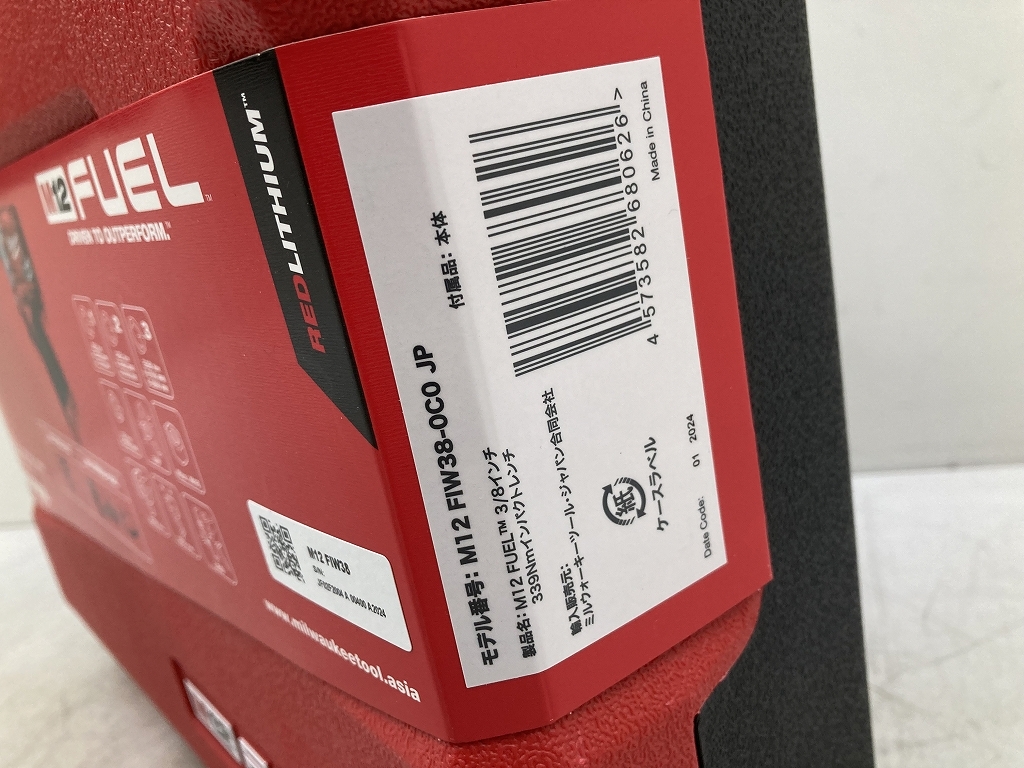 M12 FUEL™
DRIVEN TO OUTPERFORM.™
REDLITHIUM™
モデル番号: M12 FIW38-0C0 JP
付属品: 本体
製品名: M12 FUEL™ 3/8インチ
339Nmインパクトレンチ
輸入販売元:
ミルウォーキーツール・ジャパン合同会社
4 573582 680626 >
Made in China
紙
ケースラベル
Date Code: 01 2024
M12 FIW38
S/N:
www.milwaukeetool.asia